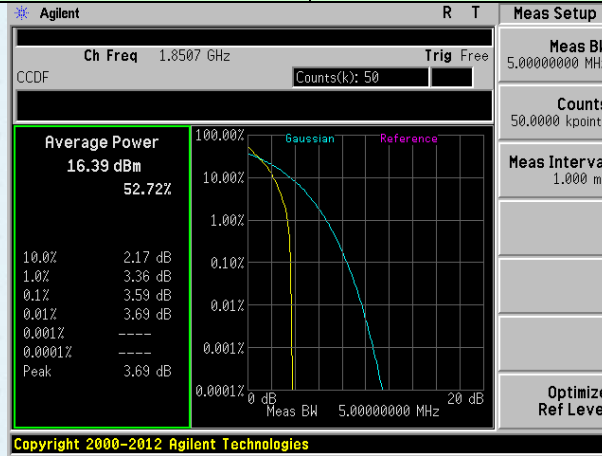 Agilent R T Meas Setup
Ch Freq 1.8507 GHz Trig Free
CCDF Counts(k): 50
Meas
5.00000000
Counts
50.0000
Meas
1.000
Optimize
Ref
Average Power
16.39 dBm
52.72%
10.0% 2.17 dB
1.0% 3.36 dB
0.1% 3.59 dB
0.01% 3.69 dB
0.001% ----
0.0001% ----
Peak 3.69 dB
Gaussian Reference
100.00%
10.00%
1.00%
0.10%
0.01%
0.001%
0.0001%
0 dB 20 dB
Meas BW 5.00000000 MHz
Copyright 2000-2012 Agilent Technologies